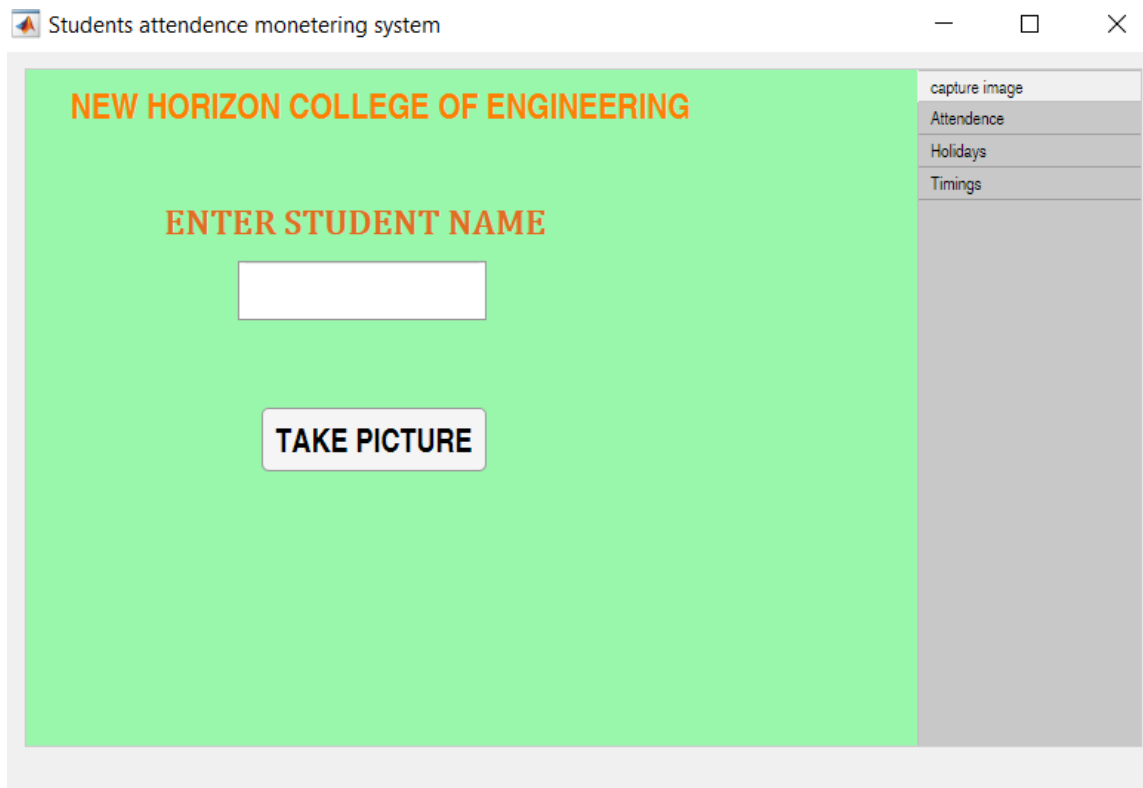 Students attendence monetering system
NEW HORIZON COLLEGE OF ENGINEERING
ENTER STUDENT NAME
TAKE PICTURE
capture image
Attendence
Holidays
Timings